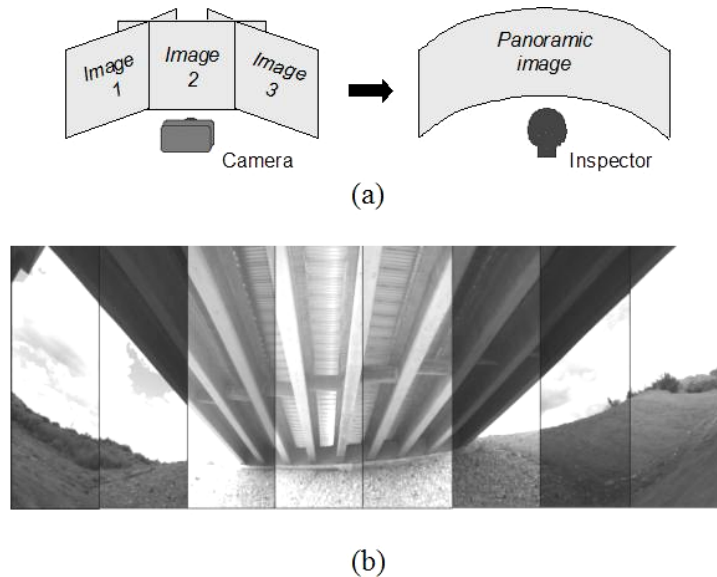 Image
1
Image
2
Image
3
Camera
Panoramic
image
Inspector
(a)
(b)